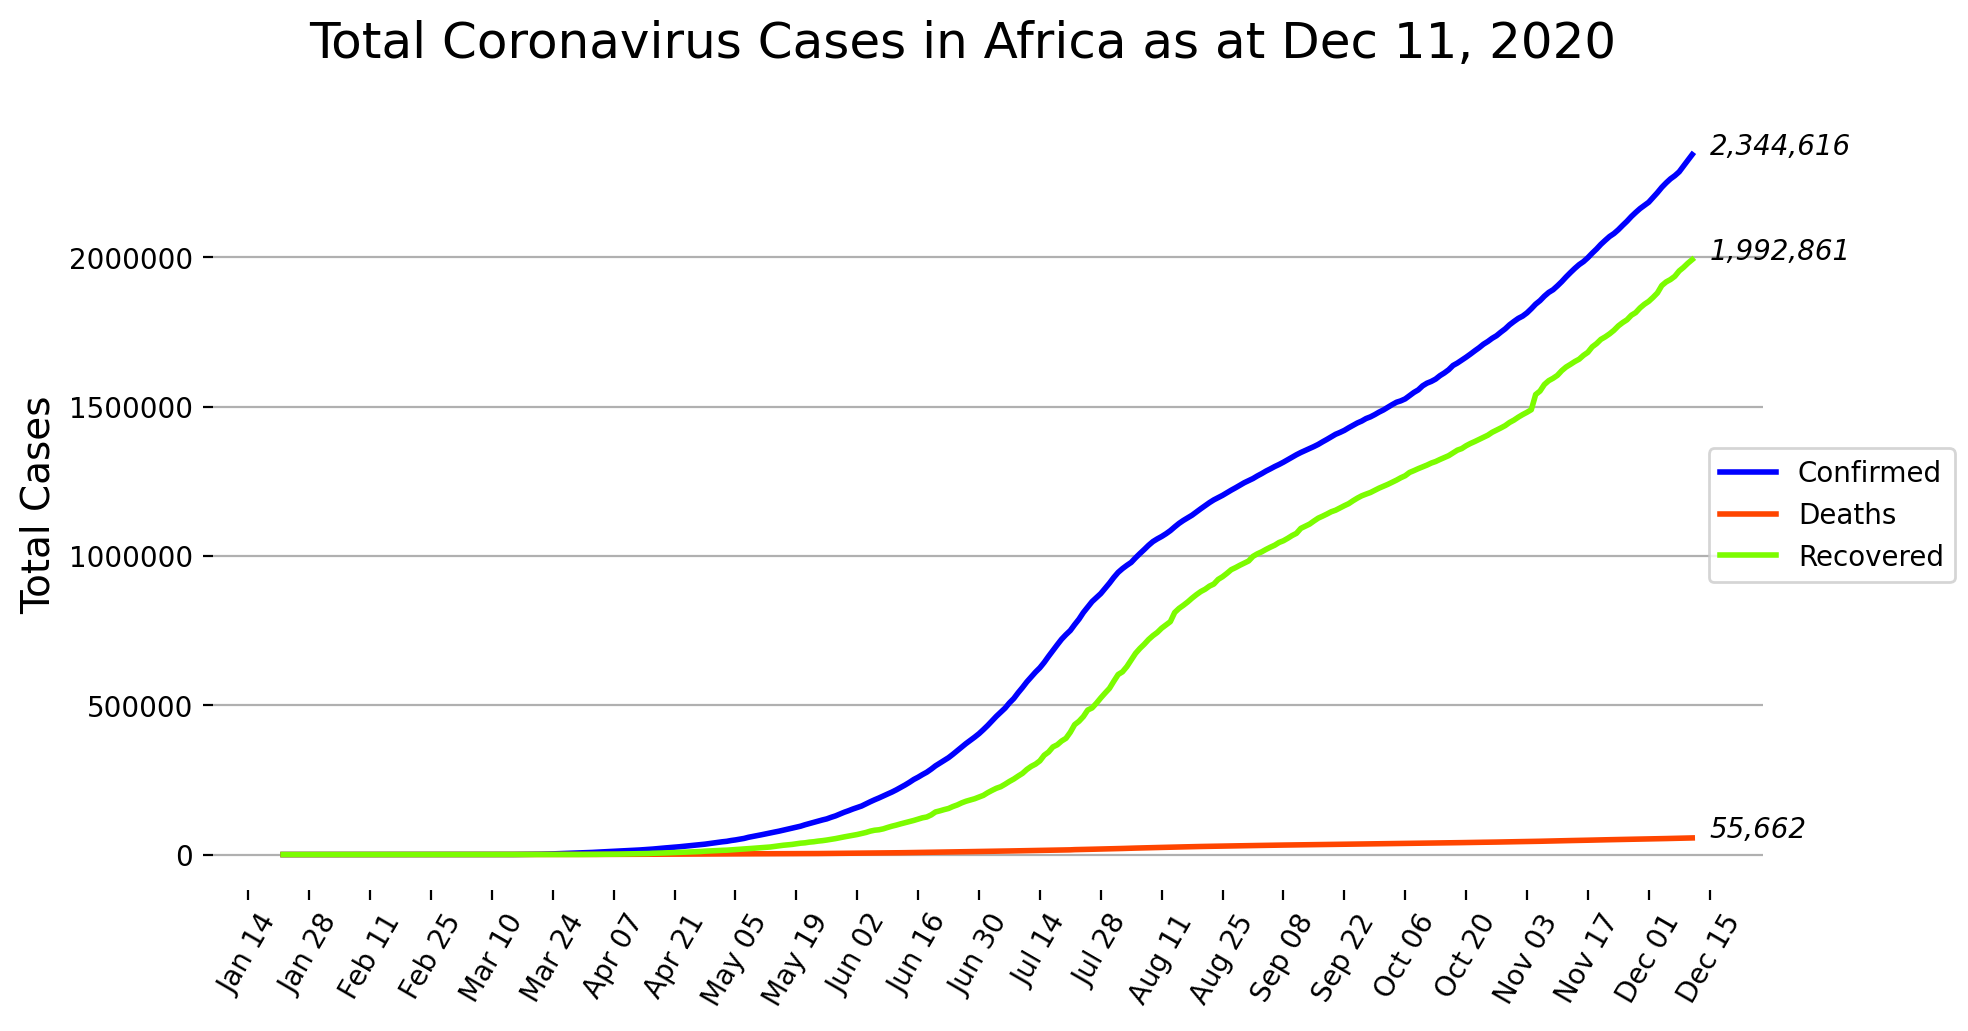 Total Coronavirus Cases in Africa as at Dec 11, 2020
2,344,616
2000000
1,992,861
1500000
Total Cases
Confirmed
Deaths
Recovered
1000000
500000
55,662
0
Jan 14
Jan 28
Feb 11
Feb 25
Mar 10
Mar 24
Apr 07
Apr 21
May 05
May 19
Jun 02
Jun 16
Jun 30
Jul 14
Jul 28
Aug 11
Aug 25
Sep 08
Sep 22
Oct 06
Oct 20
Nov 03
Nov 17
Dec 01
Dec 15